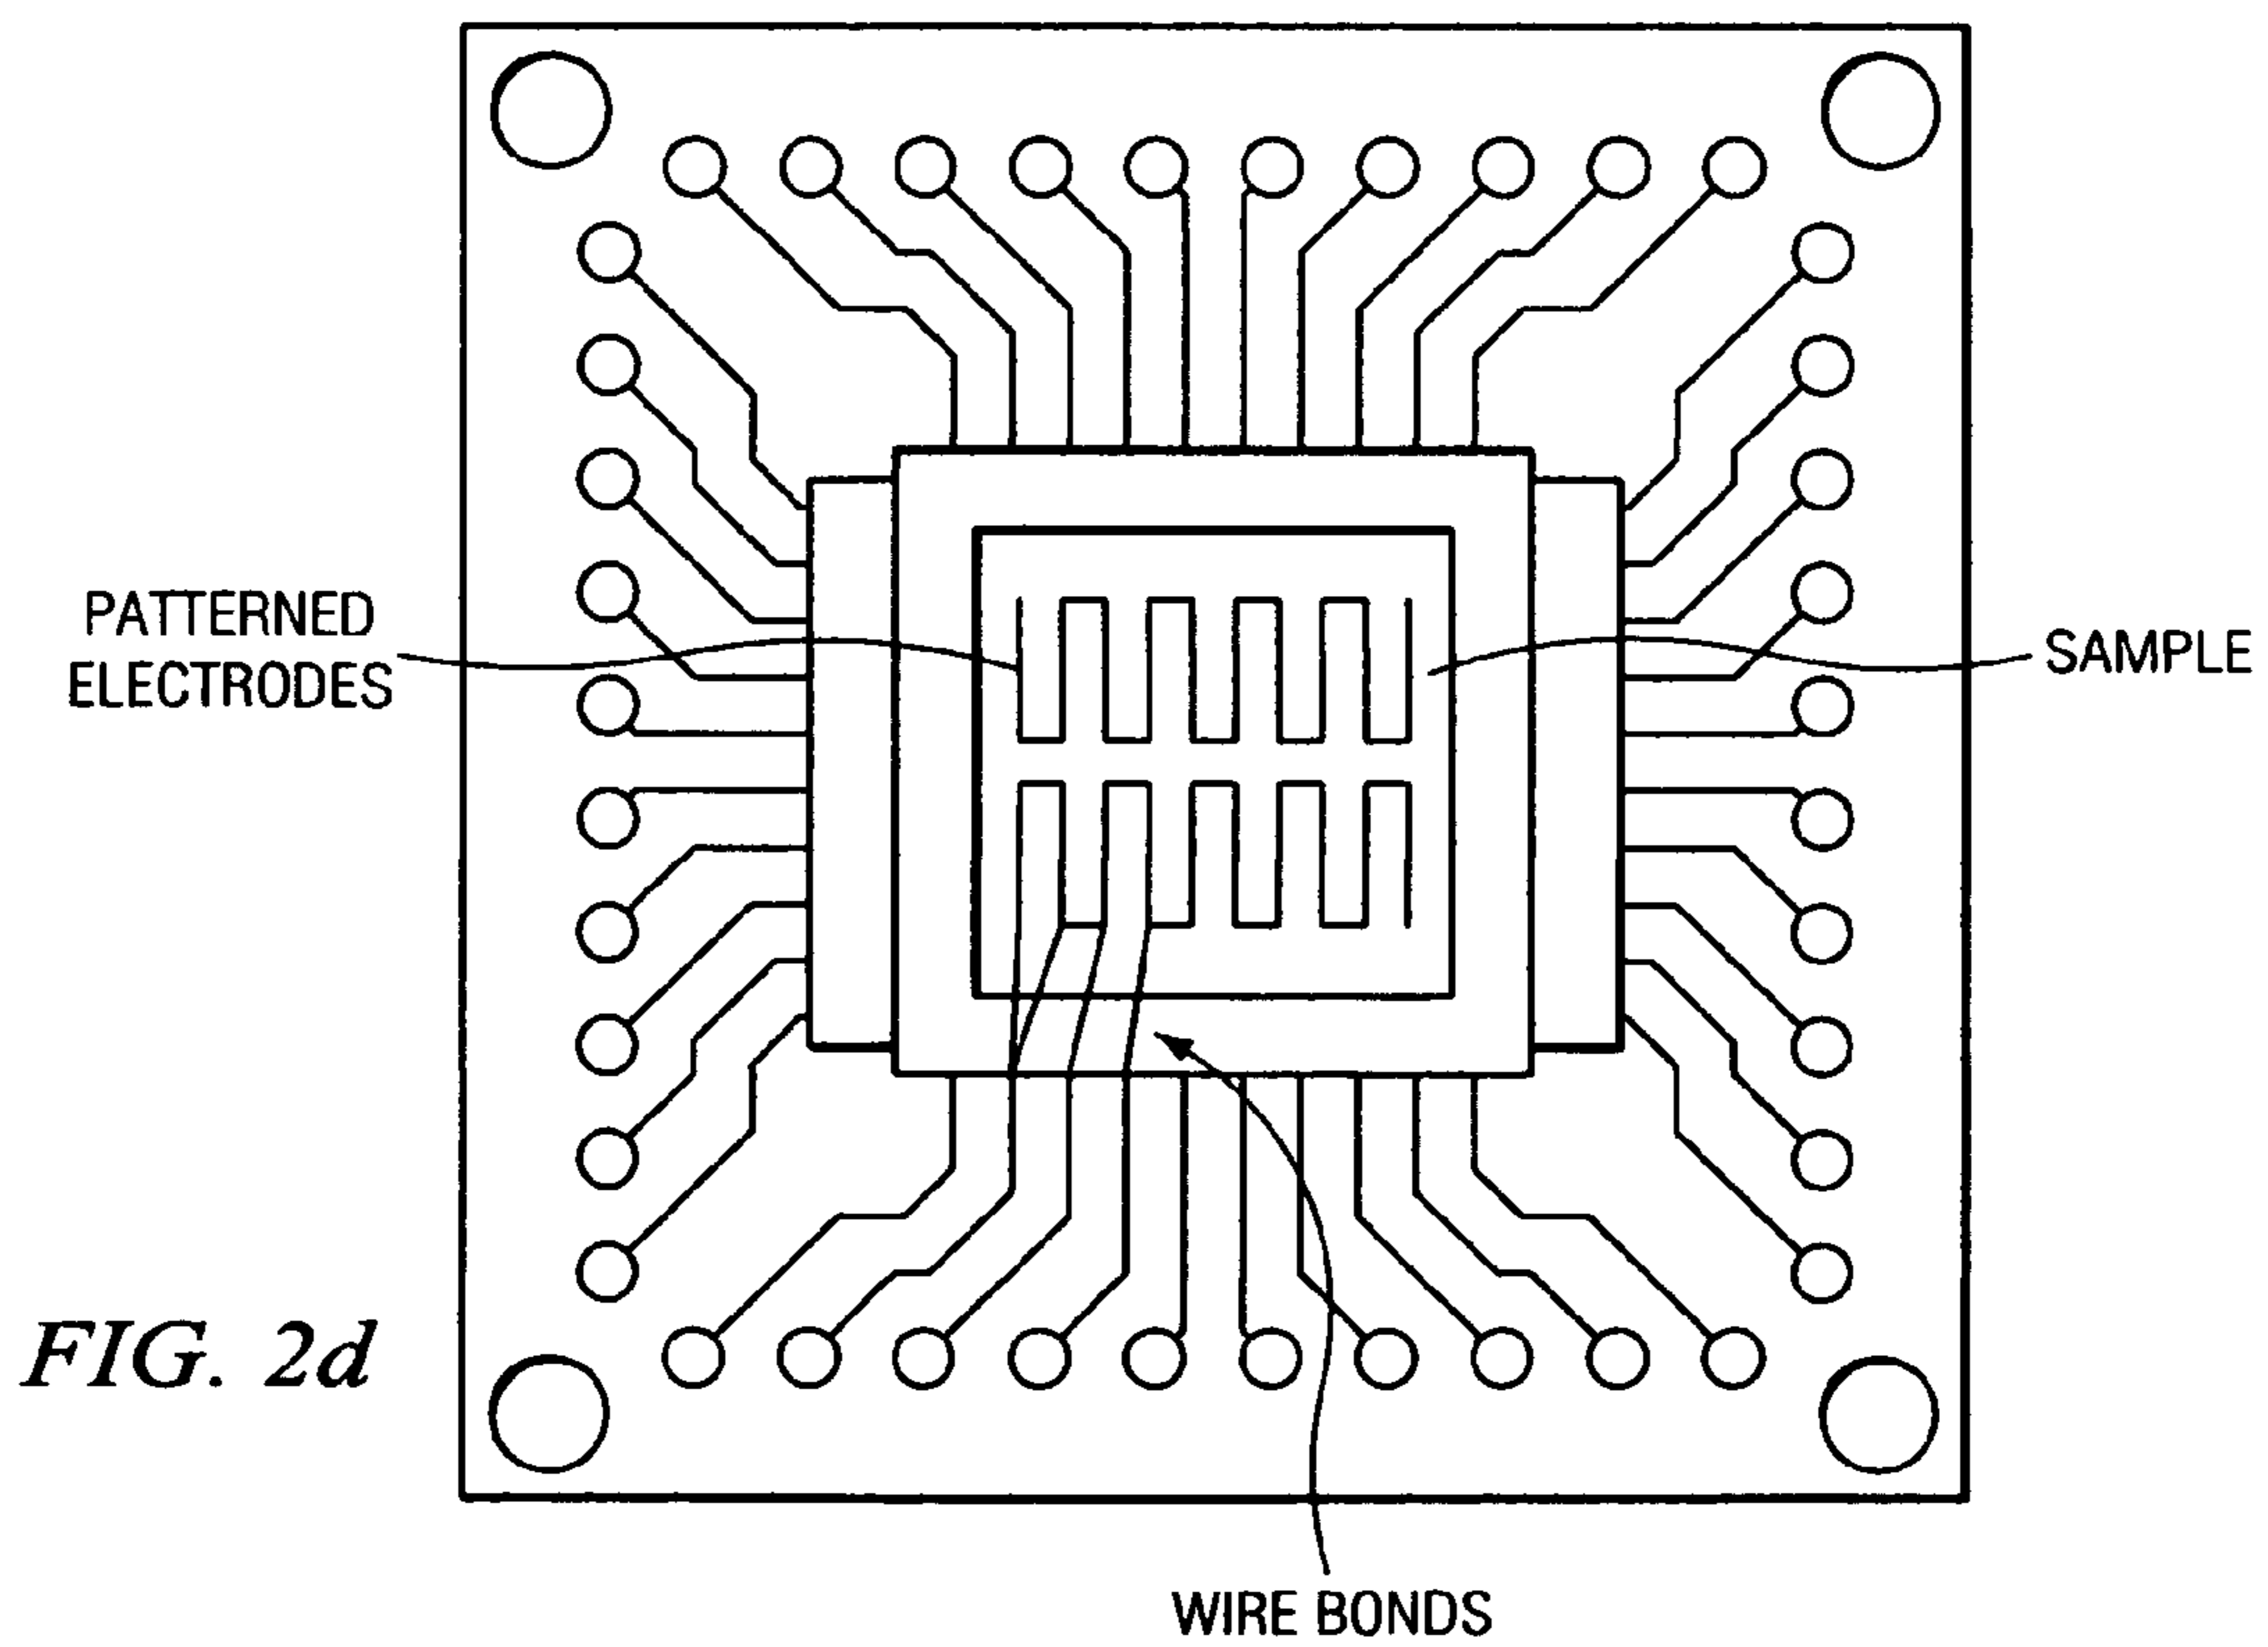 PATTERNED
ELECTRODES
SAMPLE
FIG. 2d
WIRE BONDS